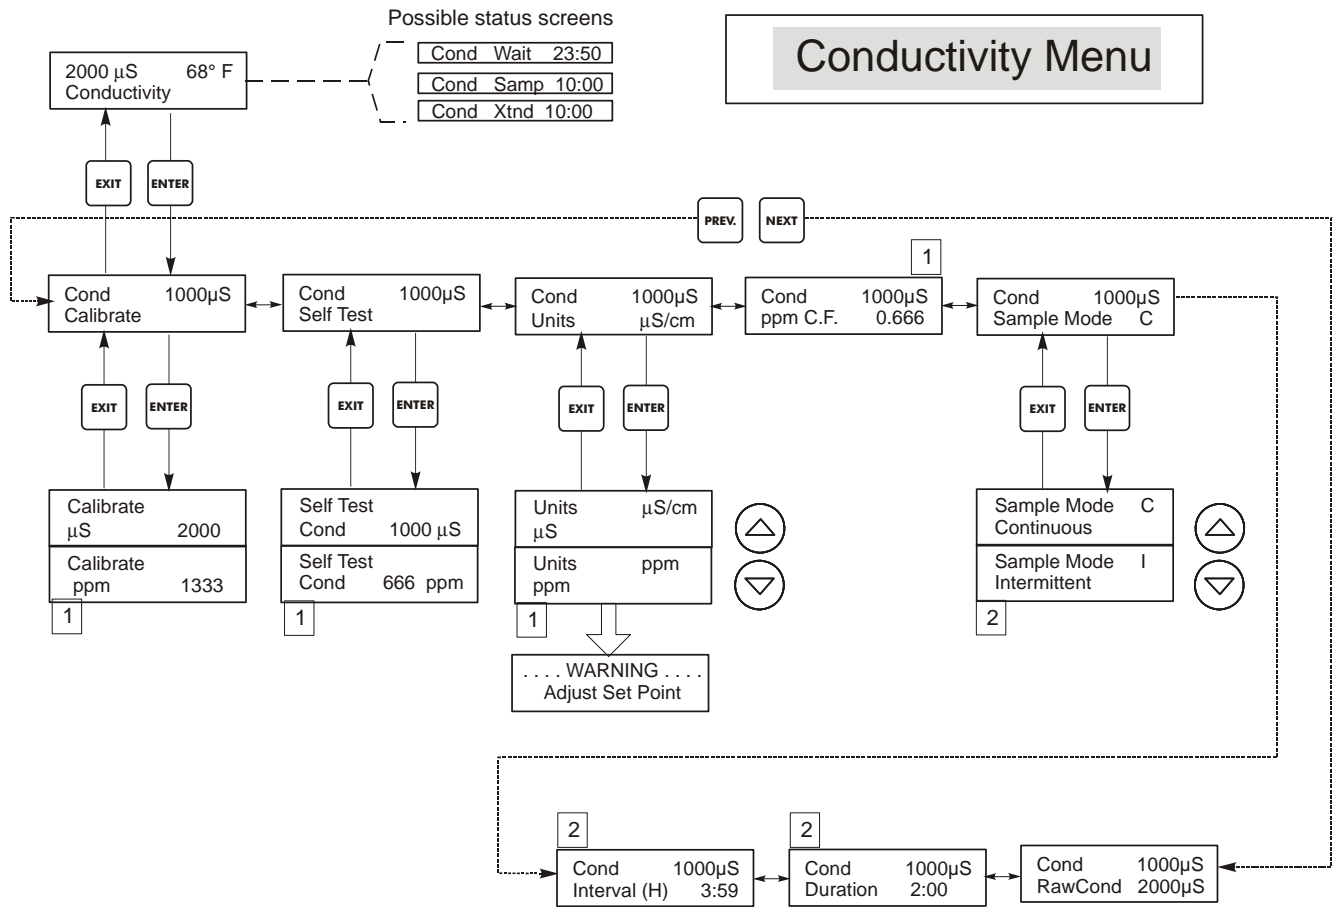 Possible status screens
Conductivity Menu
2000 μS 68° F
Conductivity
Cond Wait 23:50
Cond Samp 10:00
Cond Xtnd 10:00
EXIT
ENTER
PREV.
NEXT
1
Cond 1000μS
Calibrate
Cond 1000μS
Self Test
Cond 1000μS
Units μS/cm
Cond 1000μS
ppm C.F. 0.666
Cond 1000μS
Sample Mode C
EXIT
ENTER
EXIT
ENTER
EXIT
ENTER
EXIT
ENTER
Calibrate
μS 2000
Calibrate
ppm 1333
1
Self Test
Cond 1000 μS
Self Test
Cond 666 ppm
1
Units μS/cm
μS
Units ppm
ppm
1
. . . . WARNING . . . .
Adjust Set Point
Sample Mode C
Continuous
Sample Mode I
Intermittent
2
2
Cond 1000μS
Interval (H) 3:59
2
Cond 1000μS
Duration 2:00
Cond 1000μS
RawCond 2000μS